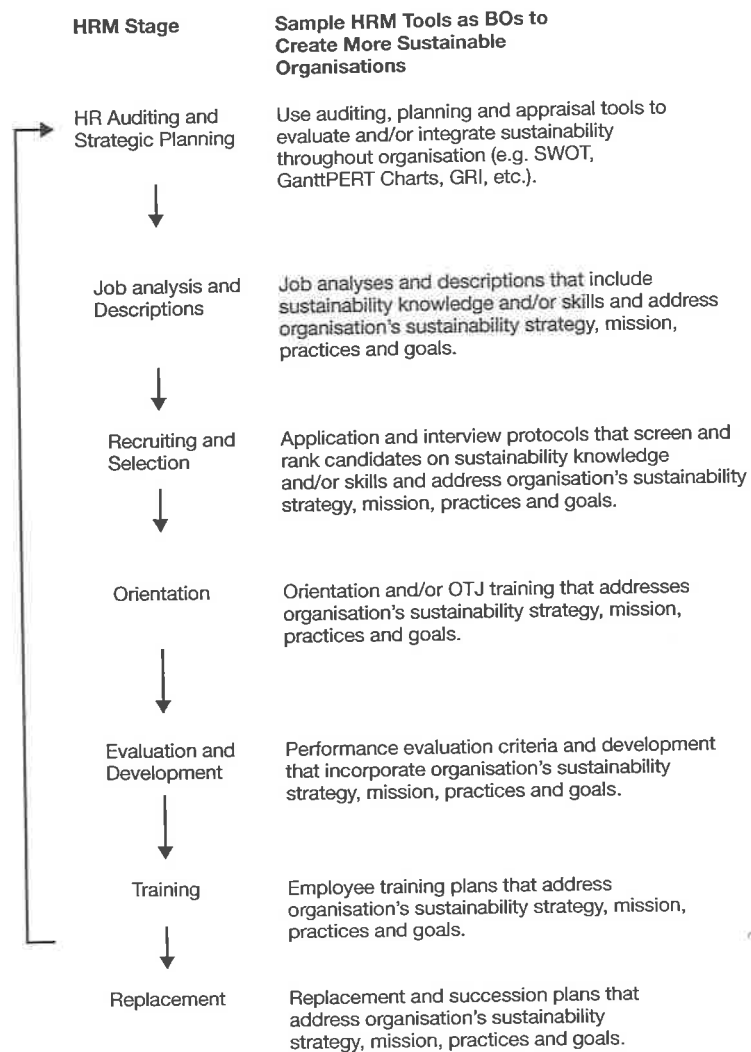 HRM Stage
Sample HRM Tools as BOs to
Create More Sustainable
Organisations
HR Auditing and
Strategic Planning
Use auditing, planning and appraisal tools to
evaluate and/or integrate sustainability
throughout organisation (e.g. SWOT,
GanttPERT Charts, GRI, etc.).
Job analysis and
Descriptions
Job analyses and descriptions that include
sustainability knowledge and/or skills and address
organisation's sustainability strategy, mission,
practices and goals.
Recruiting and
Selection
Application and interview protocols that screen and
rank candidates on sustainability knowledge
and/or skills and address organisation's sustainability
strategy, mission, practices and goals.
Orientation
Orientation and/or OTJ training that addresses
organisation's sustainability strategy, mission,
practices and goals.
Evaluation and
Development
Performance evaluation criteria and development
that incorporate organisation's sustainability
strategy, mission, practices and goals.
Training
Employee training plans that address
organisation's sustainability strategy, mission,
practices and goals.
Replacement
Replacement and succession plans that
address organisation's sustainability
strategy, mission, practices and goals.